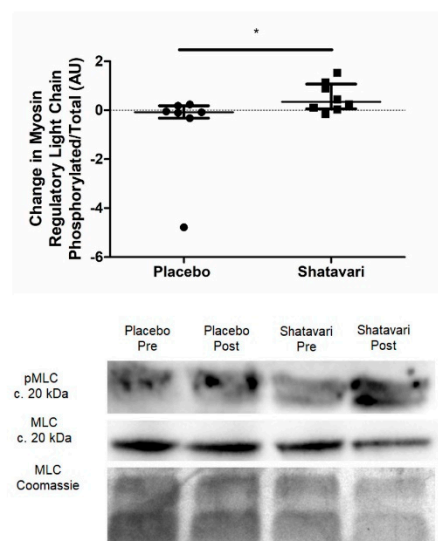 *
Change in Myosin
Regulatory Light Chain
Phosphorylated/Total (AU)
2
0
-2
-4
-6
Placebo
Shatavari
Placebo Pre
Placebo Post
Shatavari Pre
Shatavari Post
pMLC
c. 20 kDa
MLC
c. 20 kDa
MLC
Coomassie